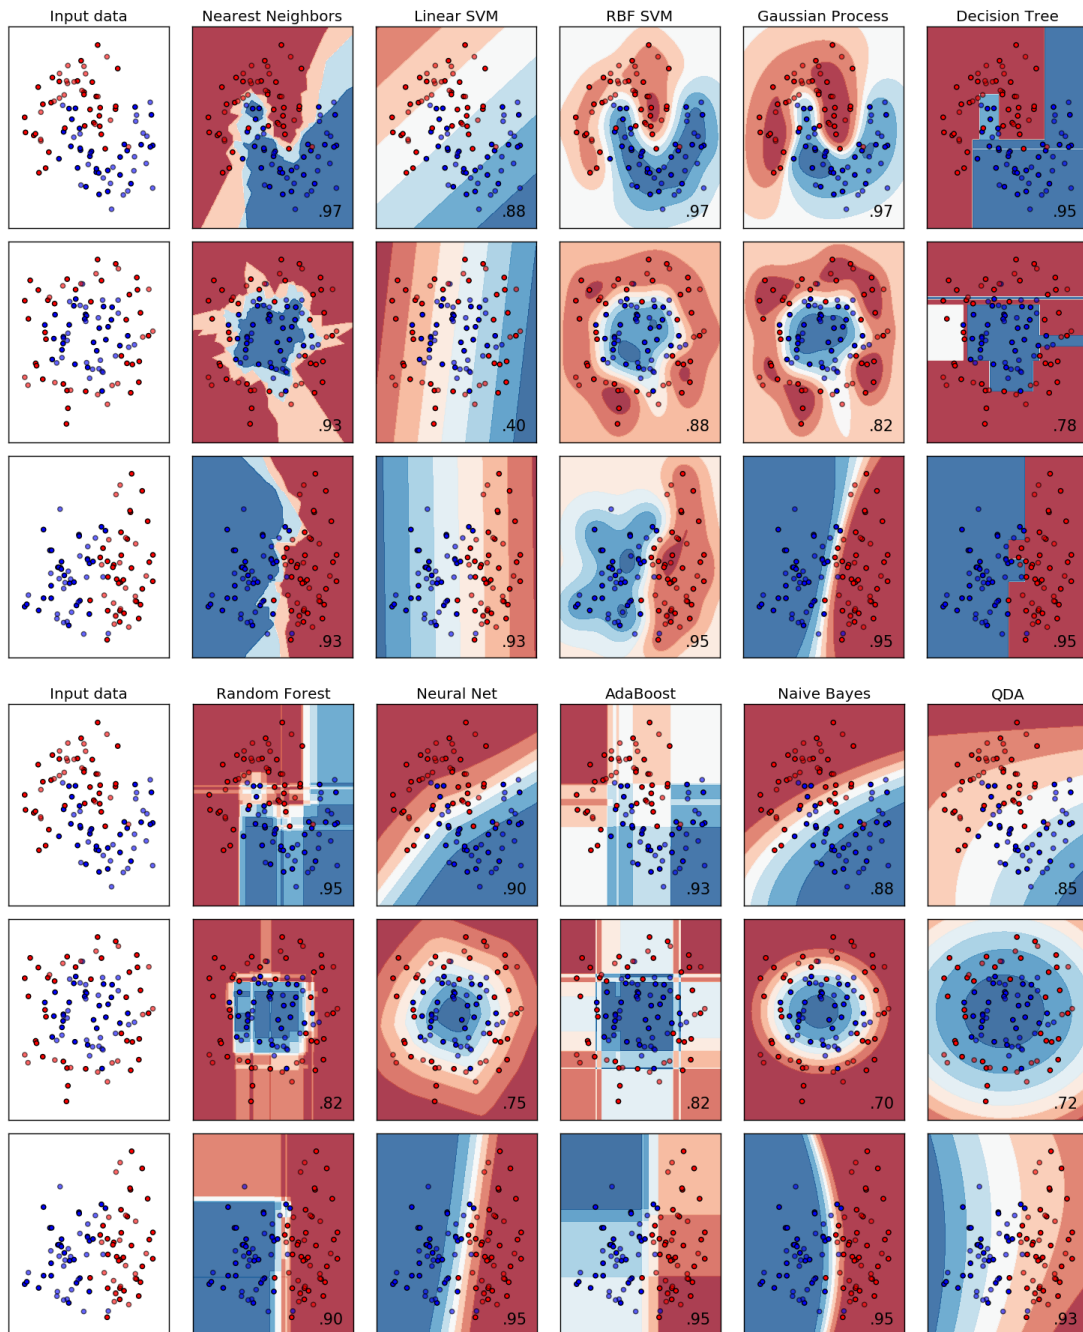 Input data Nearest Neighbors Linear SVM RBF SVM Gaussian Process Decision Tree
.97 .88 .97 .97 .95
.93 .40 .88 .82 .78
.93 .93 .95 .95 .95
Input data Random Forest Neural Net AdaBoost Naive Bayes QDA
.95 .90 .93 .88 .85
.82 .75 .82 .70 .72
.90 .95 .95 .95 .93